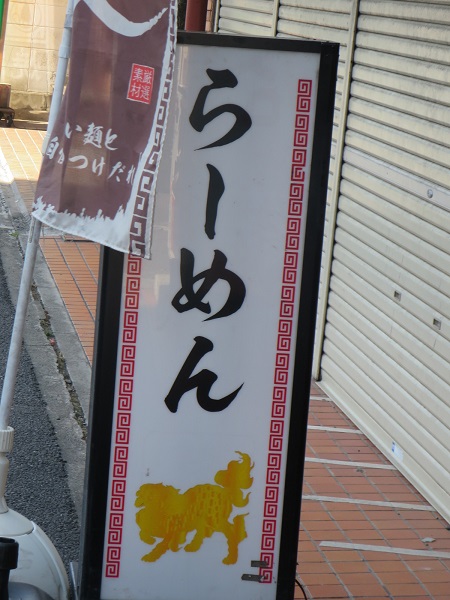 らーめん
厳選
素材
い麺と
つけだれ